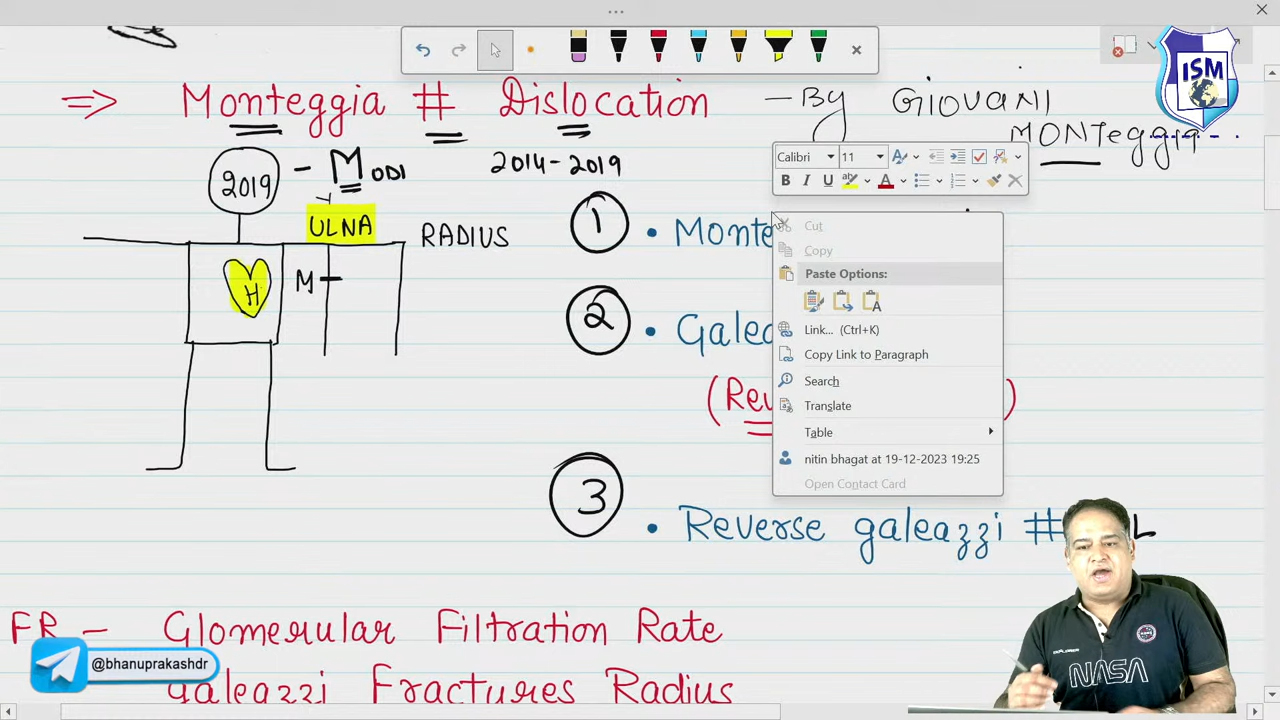 ISM
⇒ Monteggia # Dislocation - By GIOVANI
MONTeggia
Calibri 11
B I U A
2019 - MODI 2014-2019
ULNA RADIUS
1 • Monte
Cut
Copy
Paste Options:
H M
2 • Galea
Link... (Ctrl+K)
Copy Link to Paragraph
Search
Translate
Table
nitin bhagat at 19-12-2023 19:25
Open Contact Card
3 • Reverse galeazzi # L
FR - Glomerular Filtration Rate
galeazzi Fractures Radius
@bhanuprakashdr
EXPLORER
NASA